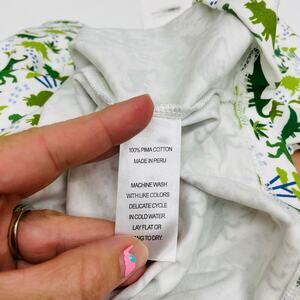 100% PIMA COTTON
MADE IN PERU
MACHINE WASH
WITH LIKE COLORS
DELICATE CYCLE
IN COLD WATER.
LAY FLAT OR
TO DRY.